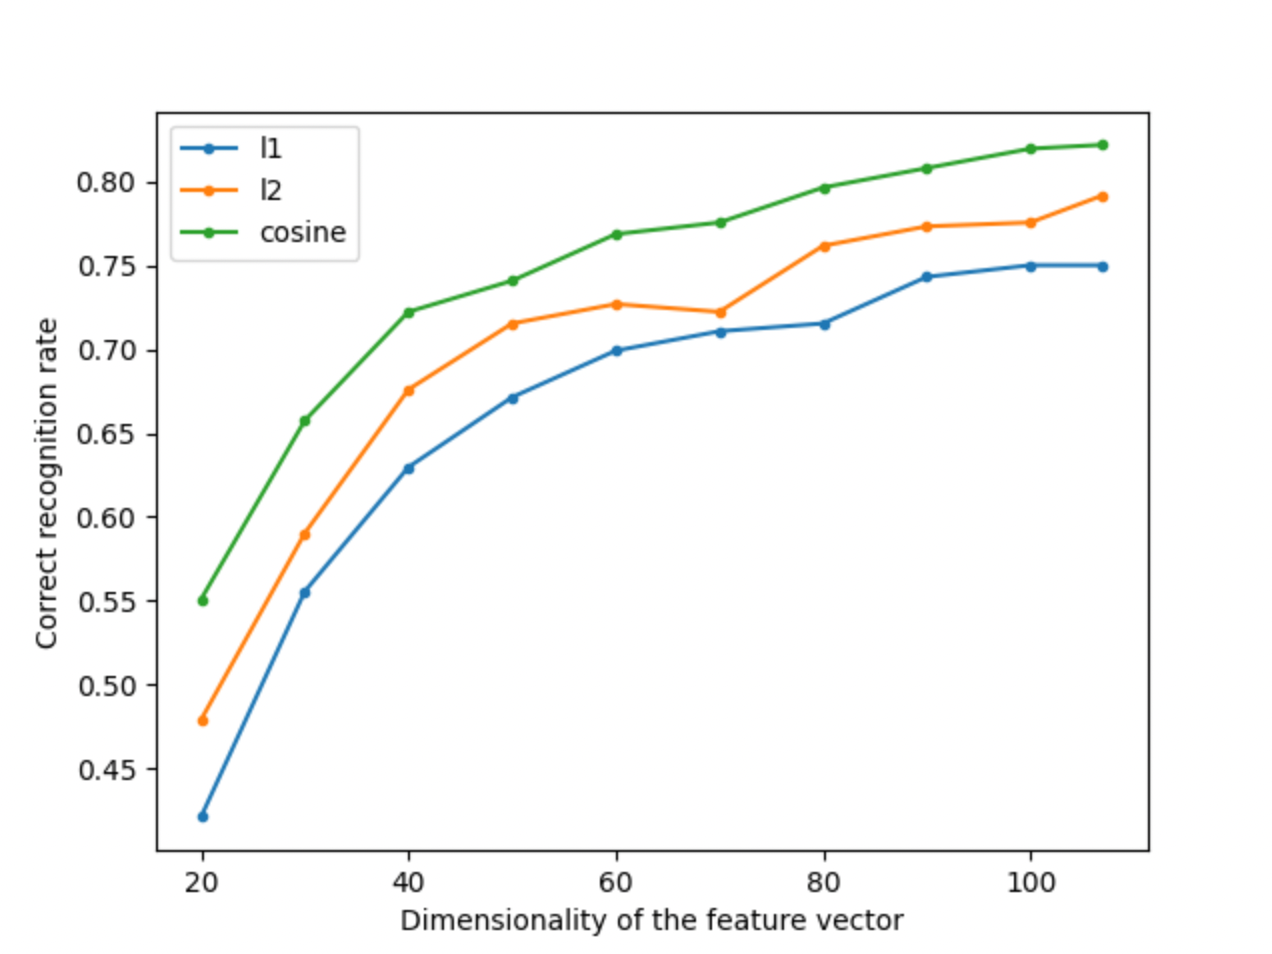 l1
l2
cosine
0.80
0.75
0.70
0.65
0.60
0.55
0.50
0.45
Correct recognition rate
20 40 60 80 100
Dimensionality of the feature vector